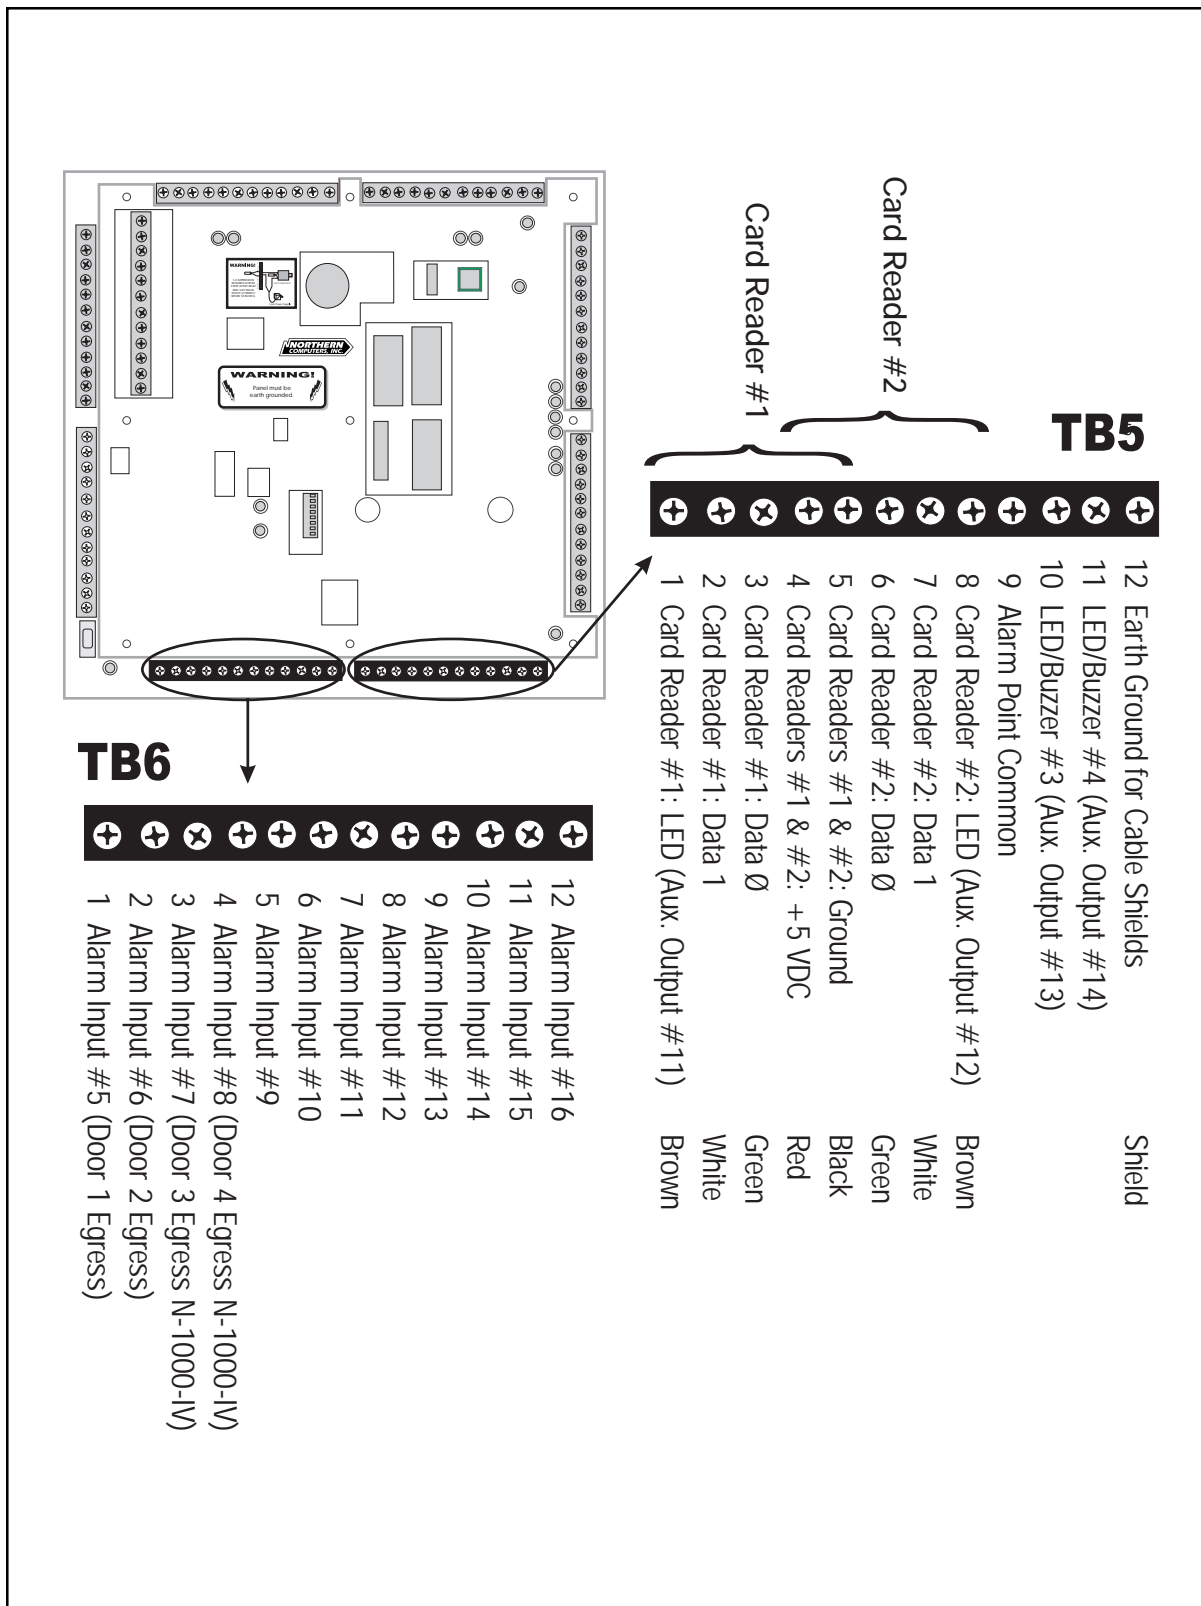 Card Reader #2
Card Reader #1
TB5
12 Earth Ground for Cable Shields Shield
11 LED/Buzzer #4 (Aux. Output #14)
10 LED/Buzzer #3 (Aux. Output #13)
9 Alarm Point Common
8 Card Reader #2: LED (Aux. Output #12) Brown
7 Card Reader #2: Data 1 White
6 Card Reader #2: Data Ø Green
5 Card Readers #1 & #2: Ground Black
4 Card Readers #1 & #2: +5 VDC Red
3 Card Reader #1: Data Ø Green
2 Card Reader #1: Data 1 White
1 Card Reader #1: LED (Aux. Output #11) Brown
WARNING!
NORTHERN
COMPUTERS, INC.
WARNING!
Panel must be
earth grounded.
TB6
12 Alarm Input #16
11 Alarm Input #15
10 Alarm Input #14
9 Alarm Input #13
8 Alarm Input #12
7 Alarm Input #11
6 Alarm Input #10
5 Alarm Input #9
4 Alarm Input #8 (Door 4 Egress N-1000-IV)
3 Alarm Input #7 (Door 3 Egress N-1000-IV)
2 Alarm Input #6 (Door 2 Egress)
1 Alarm Input #5 (Door 1 Egress)